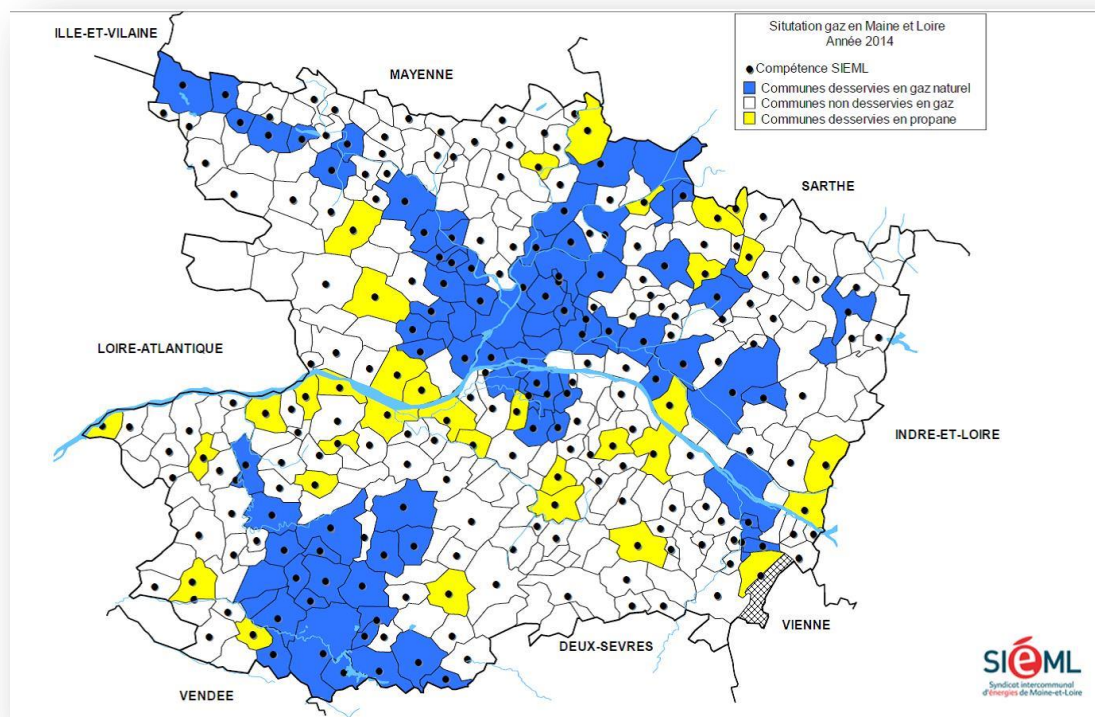 ILLE-ET-VILAINE
MAYENNE
Situtation gaz en Maine et Loire
Année 2014
Compétence SIEML
Communes desservies en gaz naturel
Communes non desservies en gaz
Communes desservies en propane
SARTHE
LOIRE-ATLANTIQUE
INDRE-ET-LOIRE
VIENNE
DEUX-SEVRES
VENDEE
SIéML
Syndicat intercommunal
d'énergies de Maine-et-Loire